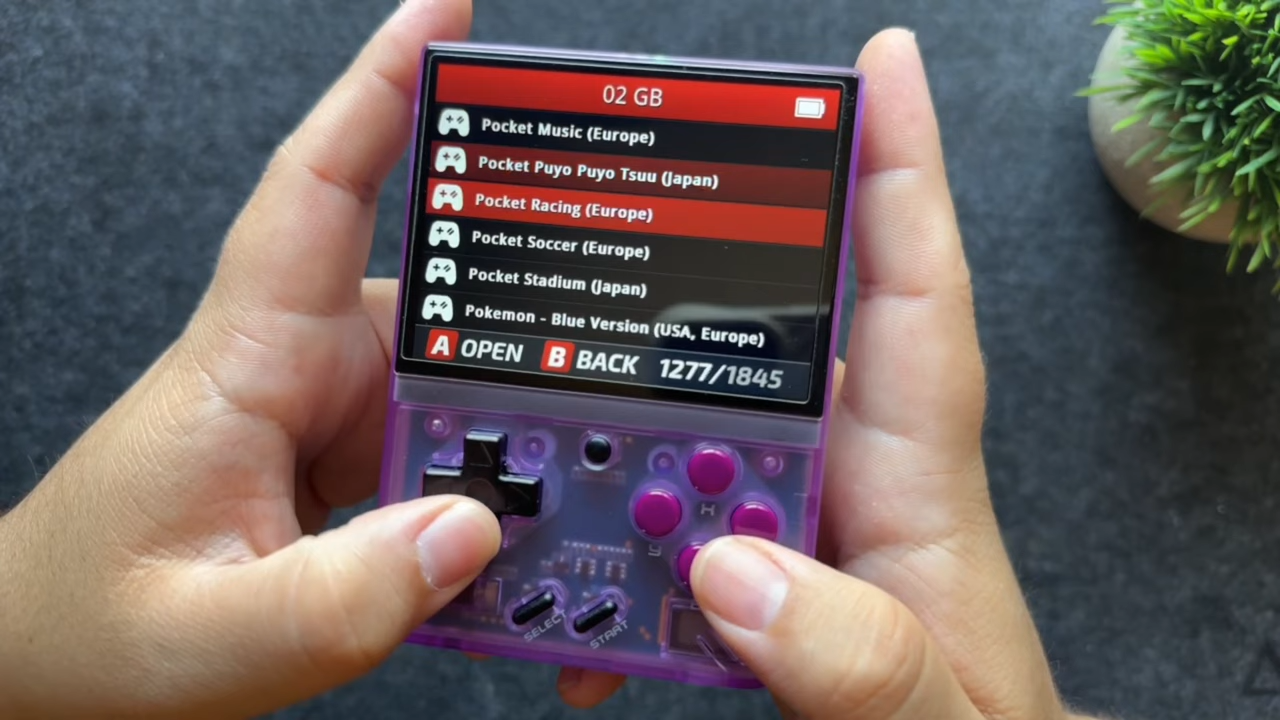 02 GB
Pocket Music (Europe)
Pocket Puyo Puyo Tsuu (Japan)
Pocket Racing (Europe)
Pocket Soccer (Europe)
Pocket Stadium (Japan)
Pokemon - Blue Version (USA, Europe)
A OPEN B BACK 1277/1845
X
Y
SELECT
START